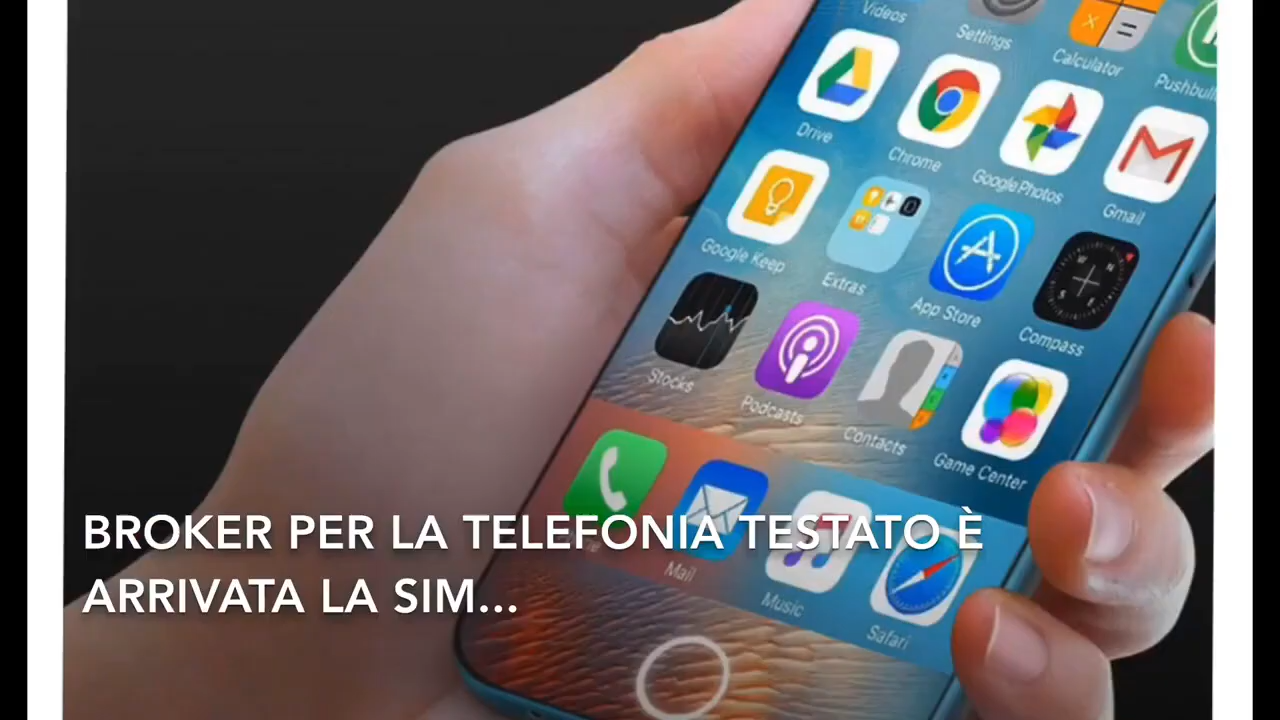 Videos
Settings
Calculator
Drive
Chrome
Google Photos
Gmail
Google Keep
Extras
App Store
Compass
Stocks
Podcasts
Contacts
Game Center
Mail
Music
Safari
BROKER PER LA TELEFONIA TESTATO È
ARRIVATA LA SIM...